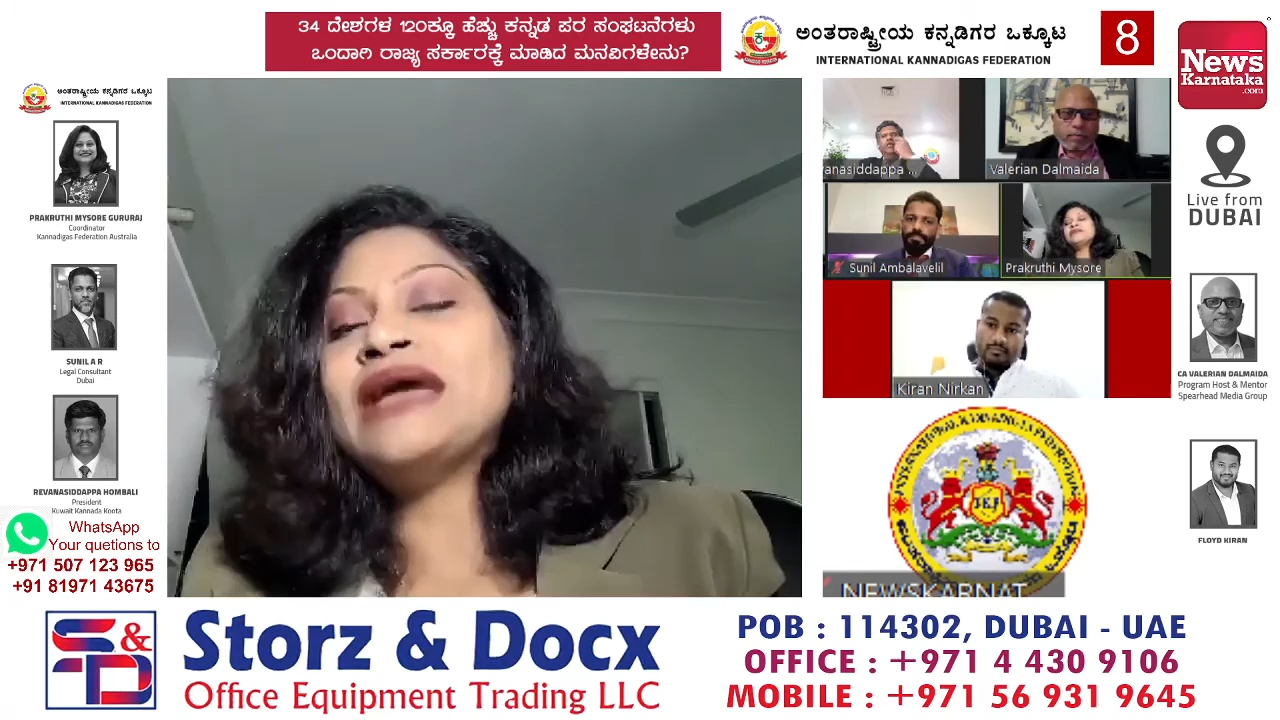 34 ದೇಶಗಳ 120ಕ್ಕೂ ಹೆಚ್ಚು ಕನ್ನಡ ಪರ ಸಂಘಟನೆಗಳು
ಒಂದಾಗಿ ರಾಜ್ಯ ಸರ್ಕಾರಕ್ಕೆ ಮಾಡಿದ ಮನವಿಗಳೇನು?
ಅಂತರಾಷ್ಟ್ರೀಯ ಕನ್ನಡಿಗರ ಒಕ್ಕೂಟ
INTERNATIONAL KANNADIGAS FEDERATION
8
News
Karnataka
.com
ಅಂತರಾಷ್ಟ್ರೀಯ ಕನ್ನಡಿಗರ ಒಕ್ಕೂಟ
INTERNATIONAL KANNADIGAS FEDERATION
PRAKRUTHI MYSORE GURURAJ
Coordinator
Kannadigas Federation Australia
SUNIL A R
Legal Consultant
Dubai
REVANASIDDAPPA HOMBALI
President
Kuwait Kannada Koota
WhatsApp
Your quetions to
+971 507 123 965
+91 81971 43675
vanasiddappa ...
Valerian Dalmaida
Sunil Ambalavelil
Prakruthi Mysore
Kiran Nirkan
I.K.F
NEWSKARNAT
Live from
DUBAI
CA VALERIAN DALMAIDA
Program Host & Mentor
Spearhead Media Group
FLOYD KIRAN
S&D
Storz & Docx
Office Equipment Trading LLC
POB : 114302, DUBAI - UAE
OFFICE : +971 4 430 9106
MOBILE : +971 56 931 9645